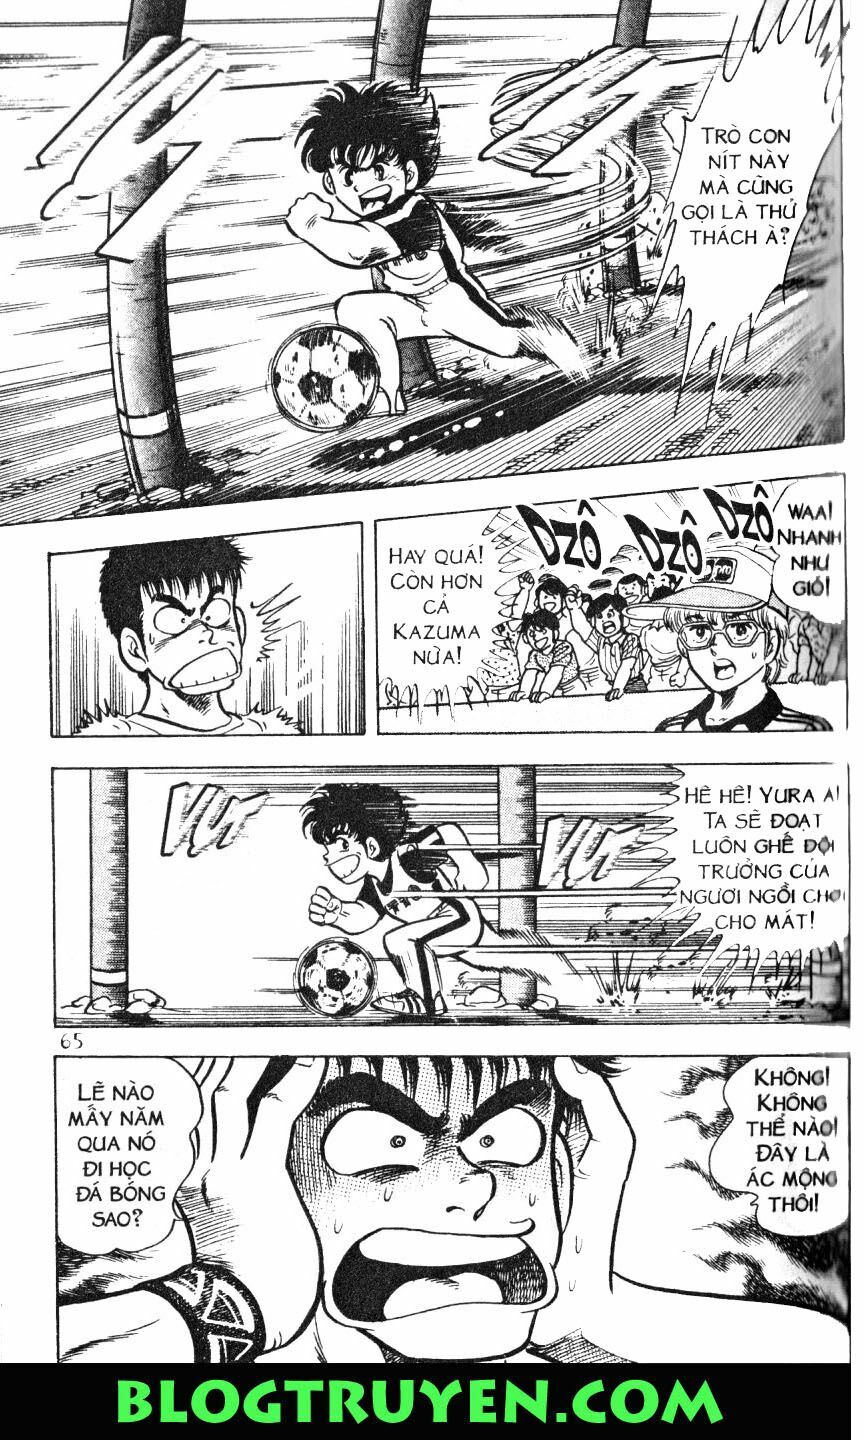 TRÒ CON
NÍT NÀY
MÀ CŨNG
GỌI LÀ THỬ
THÁCH À?
DZÔ
DZÔ
DZÔ
WAA!
NHANH
NHƯ
GIÓ!
HAY QUÁ!
CÒN HƠN
CẢ
KAZUMA
NỮA!
pro
VỤT
VỤT
HÊ HÊ! YURA À!
TA SẼ ĐOẠT
LUÔN GHẾ ĐỘI
TRƯỞNG CỦA
NGƯƠI NGỒI CHƠI
CHO MÁT!
65
KHÔNG!
KHÔNG
THỂ NÀO!
ĐÂY LÀ
ÁC MỘNG
THÔI!
LẼ NÀO
MẤY NĂM
QUA NÓ
ĐI HỌC
ĐÁ BÓNG
SAO?
BLOGTRUYEN.COM